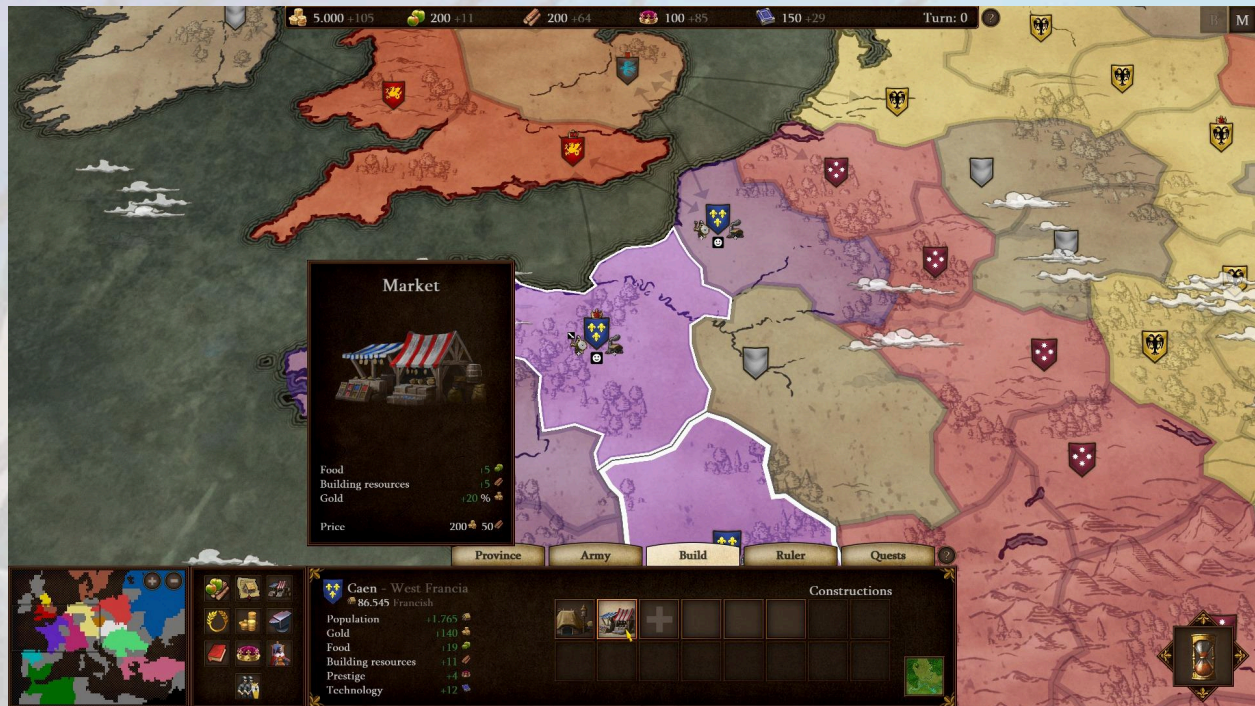 5.000 +105 200 +11 200 +64 100 +85 150 +29 Turn: 0 ?
M
Market
Food +5
Building resources +5
Gold +20 %
Price 200 50
Province Army Build Ruler Quests ?
Caen - West Francia
86.545 Francish
Population +1.765
Gold +140
Food +19
Building resources +11
Prestige +4
Technology +12
Constructions